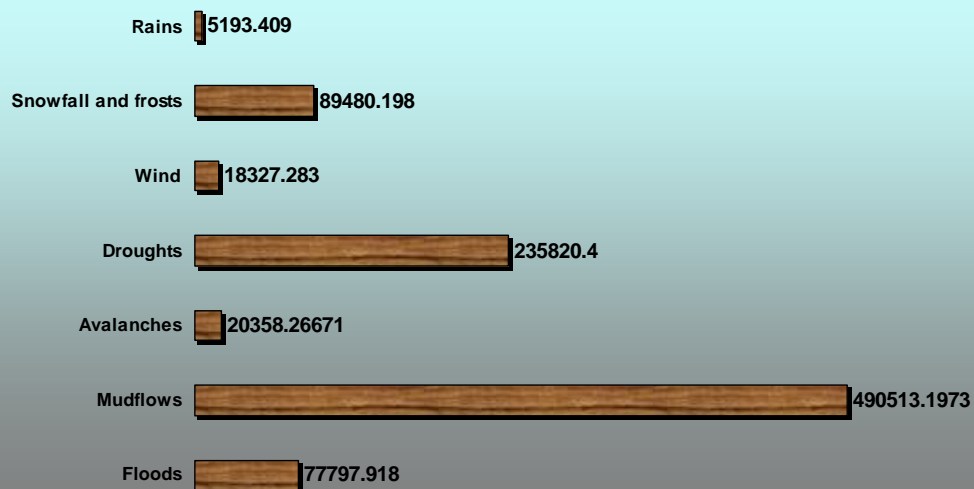 Rains 5193.409
Snowfall and frosts 89480.198
Wind 18327.283
Droughts 235820.4
Avalanches 20358.26671
Mudflows 490513.1973
Floods 77797.918